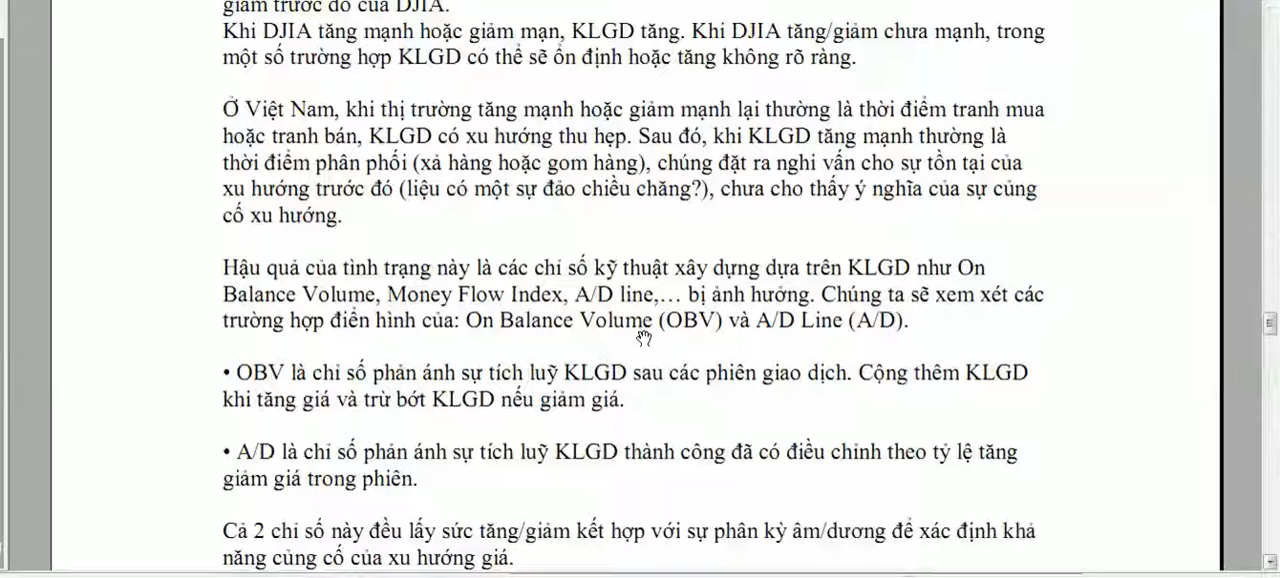 giảm trước đó của DJIA.
Khi DJIA tăng mạnh hoặc giảm mạn, KLGD tăng. Khi DJIA tăng/giảm chưa mạnh, trong
một số trường hợp KLGD có thể sẽ ổn định hoặc tăng không rõ ràng.
Ở Việt Nam, khi thị trường tăng mạnh hoặc giảm mạnh lại thường là thời điểm tranh mua
hoặc tranh bán, KLGD có xu hướng thu hẹp. Sau đó, khi KLGD tăng mạnh thường là
thời điểm phân phối (xả hàng hoặc gom hàng), chúng đặt ra nghi vấn cho sự tồn tại của
xu hướng trước đó (liệu có một sự đảo chiều chăng?), chưa cho thấy ý nghĩa của sự củng
cố xu hướng.
Hậu quả của tình trạng này là các chỉ số kỹ thuật xây dựng dựa trên KLGD như On
Balance Volume, Money Flow Index, A/D line,… bị ảnh hưởng. Chúng ta sẽ xem xét các
trường hợp điển hình của: On Balance Volume (OBV) và A/D Line (A/D).
• OBV là chỉ số phản ánh sự tích luỹ KLGD sau các phiên giao dịch. Cộng thêm KLGD
khi tăng giá và trừ bớt KLGD nếu giảm giá.
• A/D là chỉ số phản ánh sự tích luỹ KLGD thành công đã có điều chỉnh theo tỷ lệ tăng
giảm giá trong phiên.
Cả 2 chỉ số này đều lấy sức tăng/giảm kết hợp với sự phân kỳ âm/dương để xác định khả
năng củng cố của xu hướng giá.